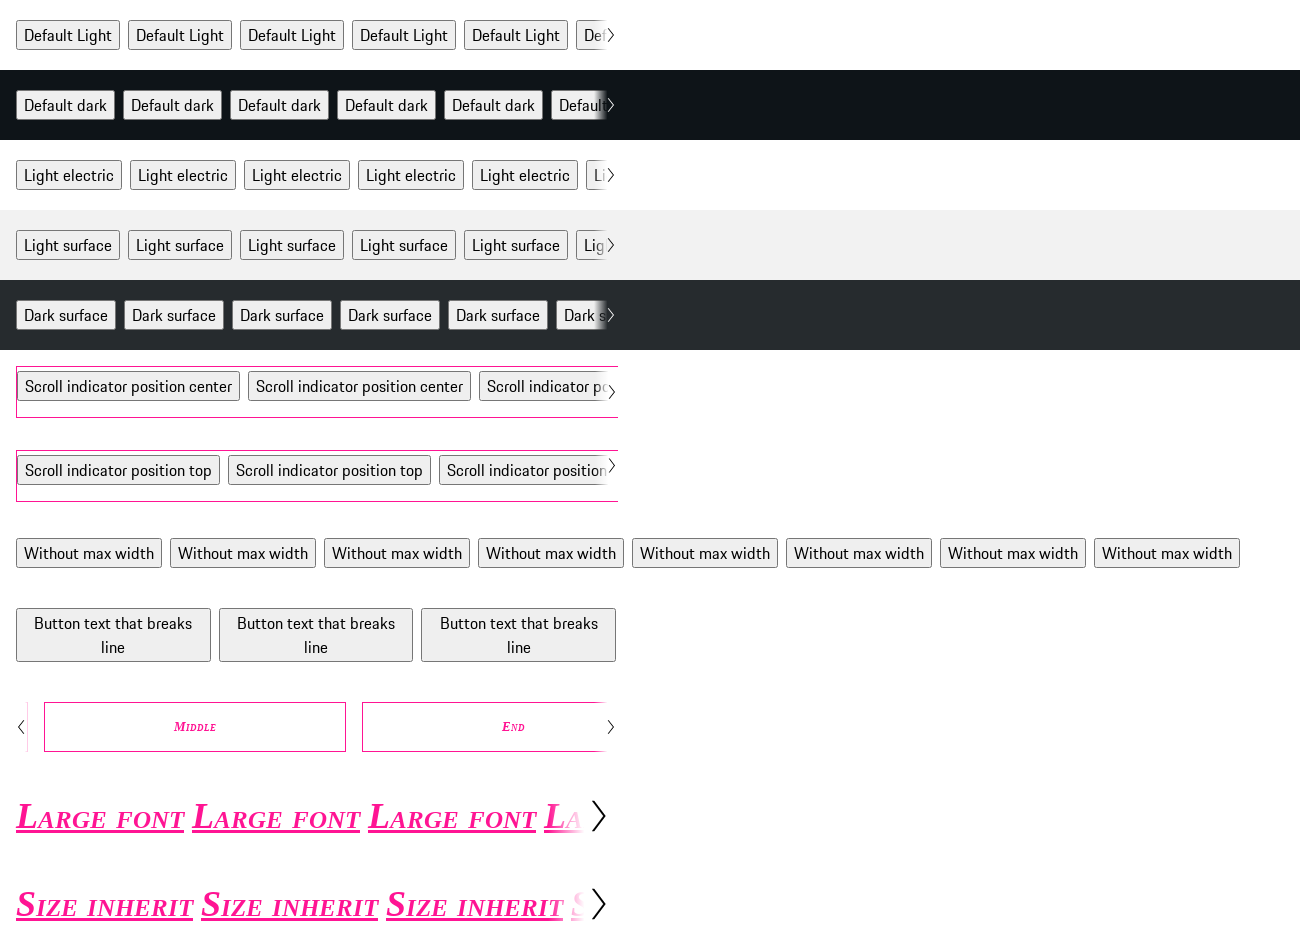 Default Light Default Light Default Light Default Light Default Light Def
Default dark Default dark Default dark Default dark Default dark Default
Light electric Light electric Light electric Light electric Light electric Li
Light surface Light surface Light surface Light surface Light surface Lig
Dark surface Dark surface Dark surface Dark surface Dark surface Dark s
Scroll indicator position center Scroll indicator position center Scroll indicator po
Scroll indicator position top Scroll indicator position top Scroll indicator position
Without max width Without max width Without max width Without max width Without max width Without max width Without max width Without max width
Button text that breaks Button text that breaks Button text that breaks
line line line
Middle End
Large font Large font Large font La
Size inherit Size inherit Size inherit S